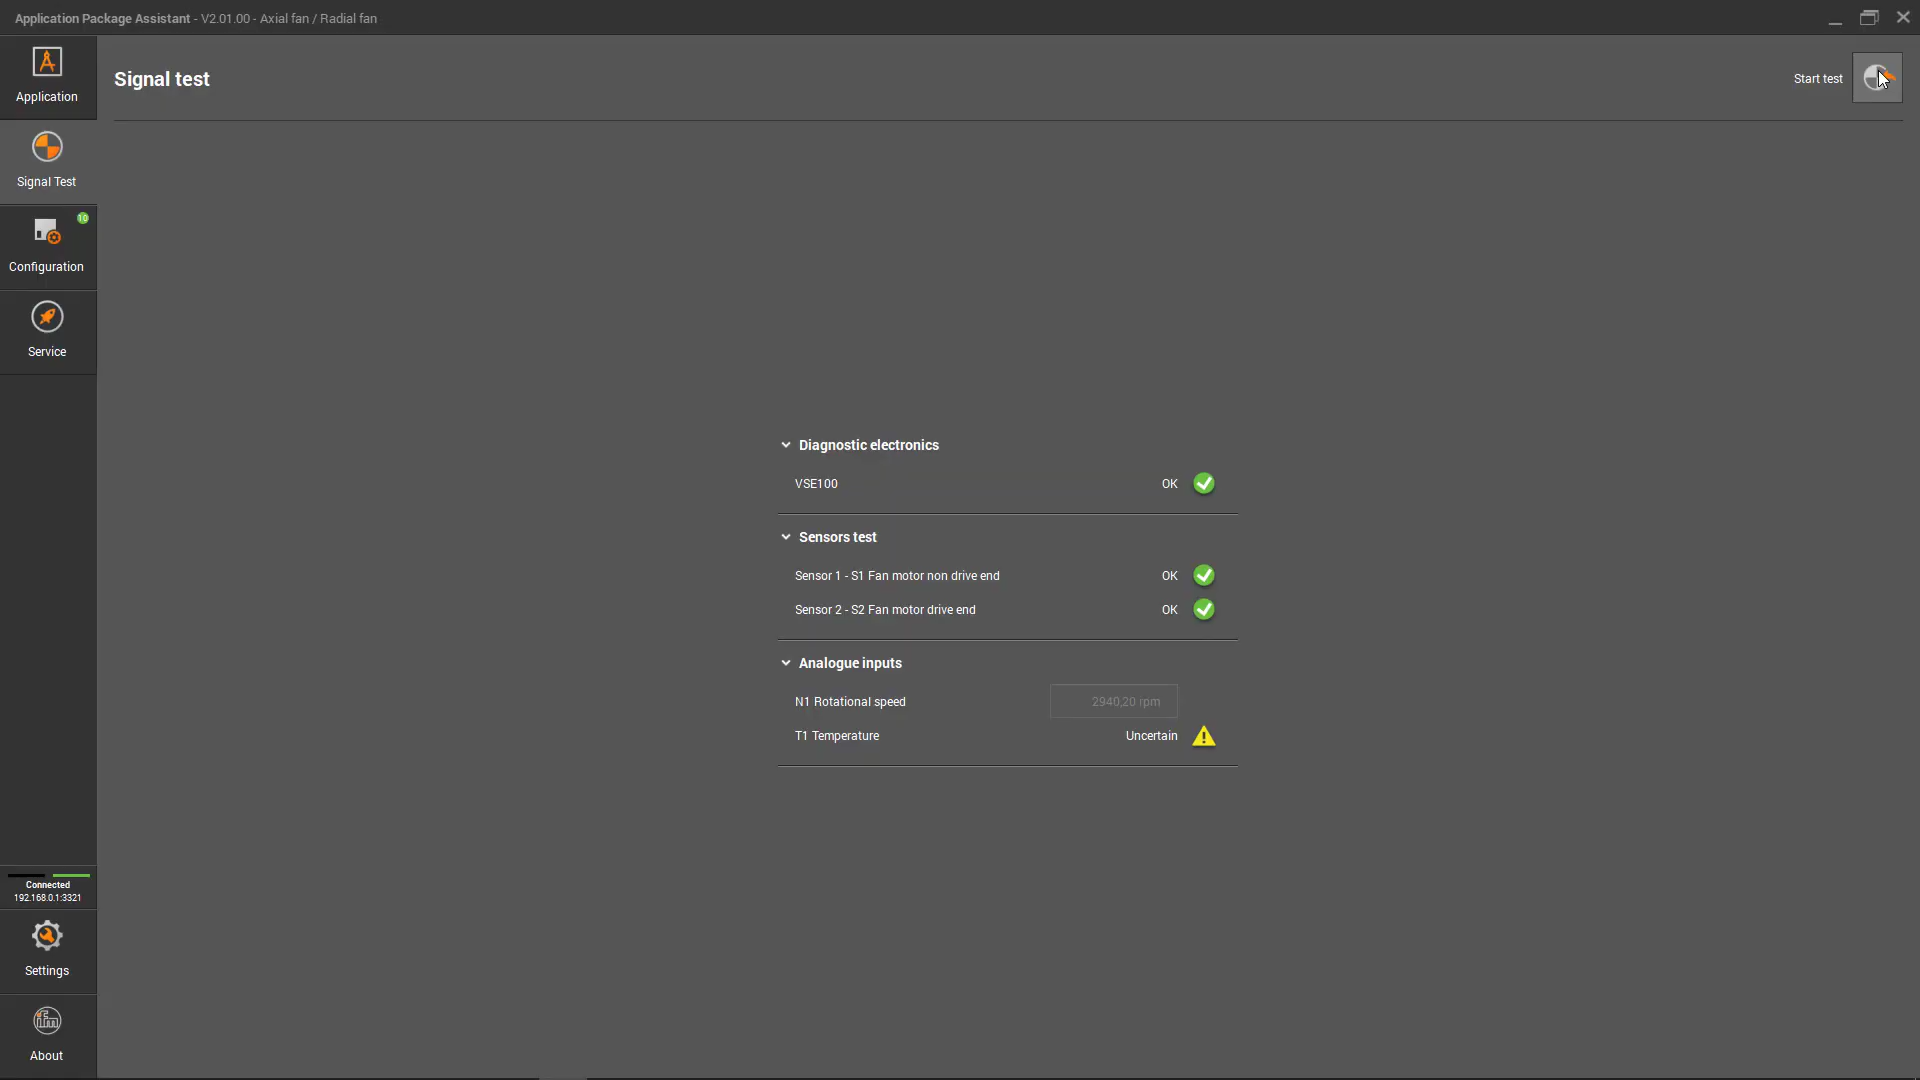 Application Package Assistant - V2.01.00 - Axial fan / Radial fan
Application
Signal test
Start test
Signal Test
10
Configuration
Service
Diagnostic electronics
VSE100 OK
Sensors test
Sensor 1 - S1 Fan motor non drive end OK
Sensor 2 - S2 Fan motor drive end OK
Analogue inputs
N1 Rotational speed 2940,20 rpm
T1 Temperature Uncertain
Connected
192.168.0.1:3321
Settings
ifm
About